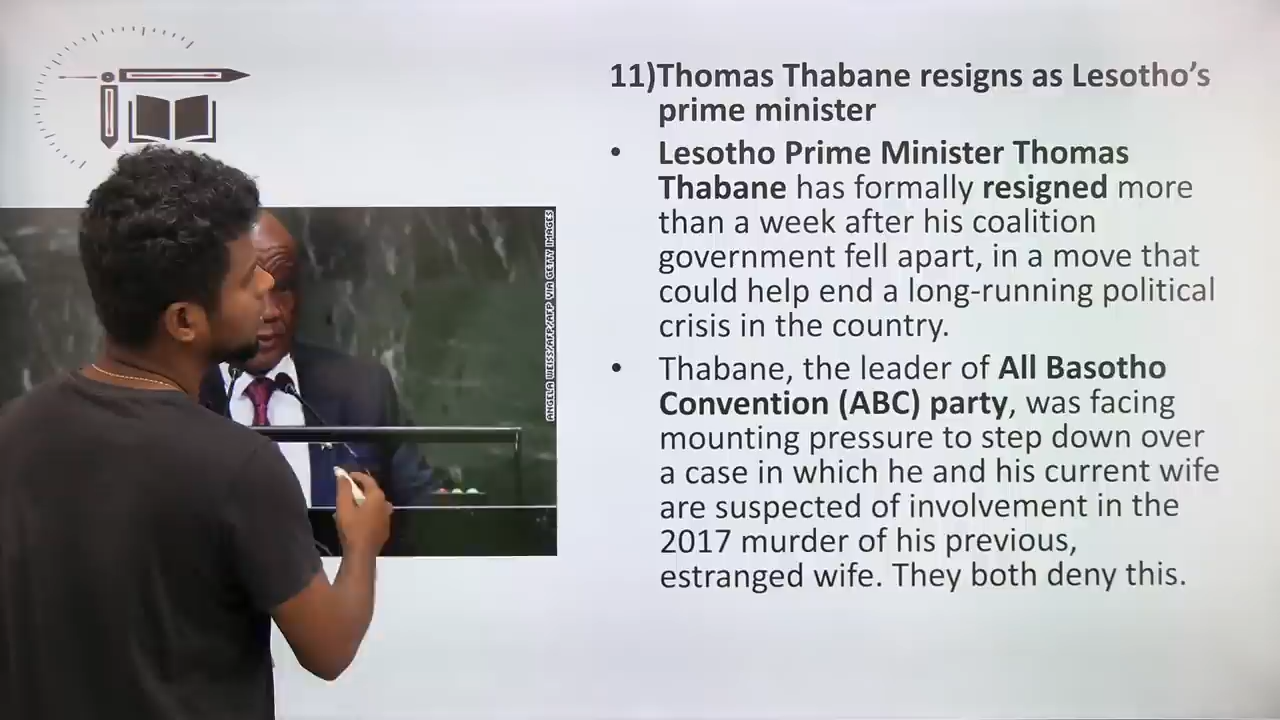 11)Thomas Thabane resigns as Lesotho’s
prime minister
• Lesotho Prime Minister Thomas
Thabane has formally resigned more
than a week after his coalition
government fell apart, in a move that
could help end a long-running political
crisis in the country.
• Thabane, the leader of All Basotho
Convention (ABC) party, was facing
mounting pressure to step down over
a case in which he and his current wife
are suspected of involvement in the
2017 murder of his previous,
estranged wife. They both deny this.
ANGELA WEISS/AFP/AFP VIA GETTY IMAGES